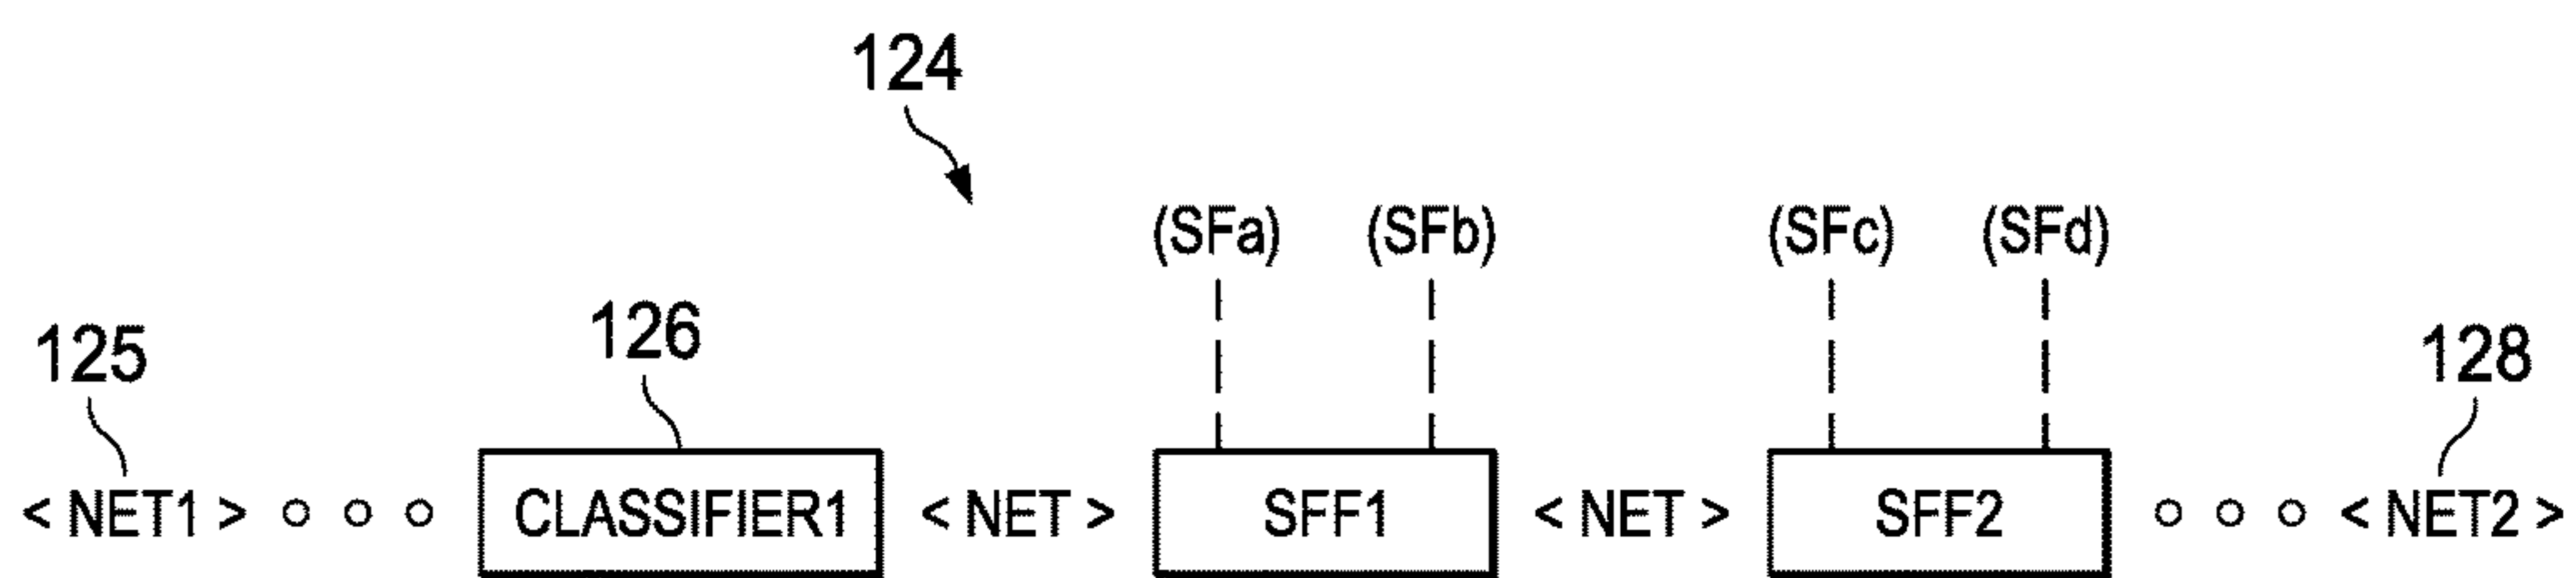 124
(SFa) (SFb) (SFc) (SFd)
125 126 128
< NET1 > ○ ○ ○ CLASSIFIER1 < NET > SFF1 < NET > SFF2 ○ ○ ○ < NET2 >